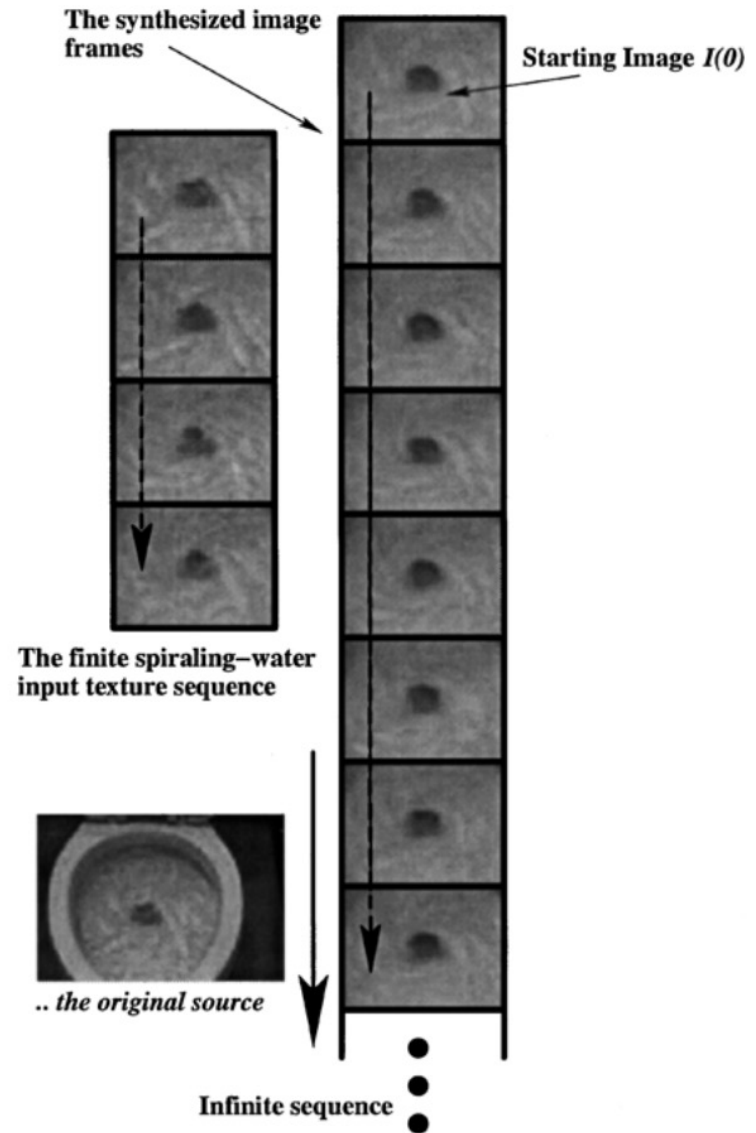 The synthesized image
frames
Starting Image I(0)
The finite spiraling–water
input texture sequence
.. the original source
Infinite sequence